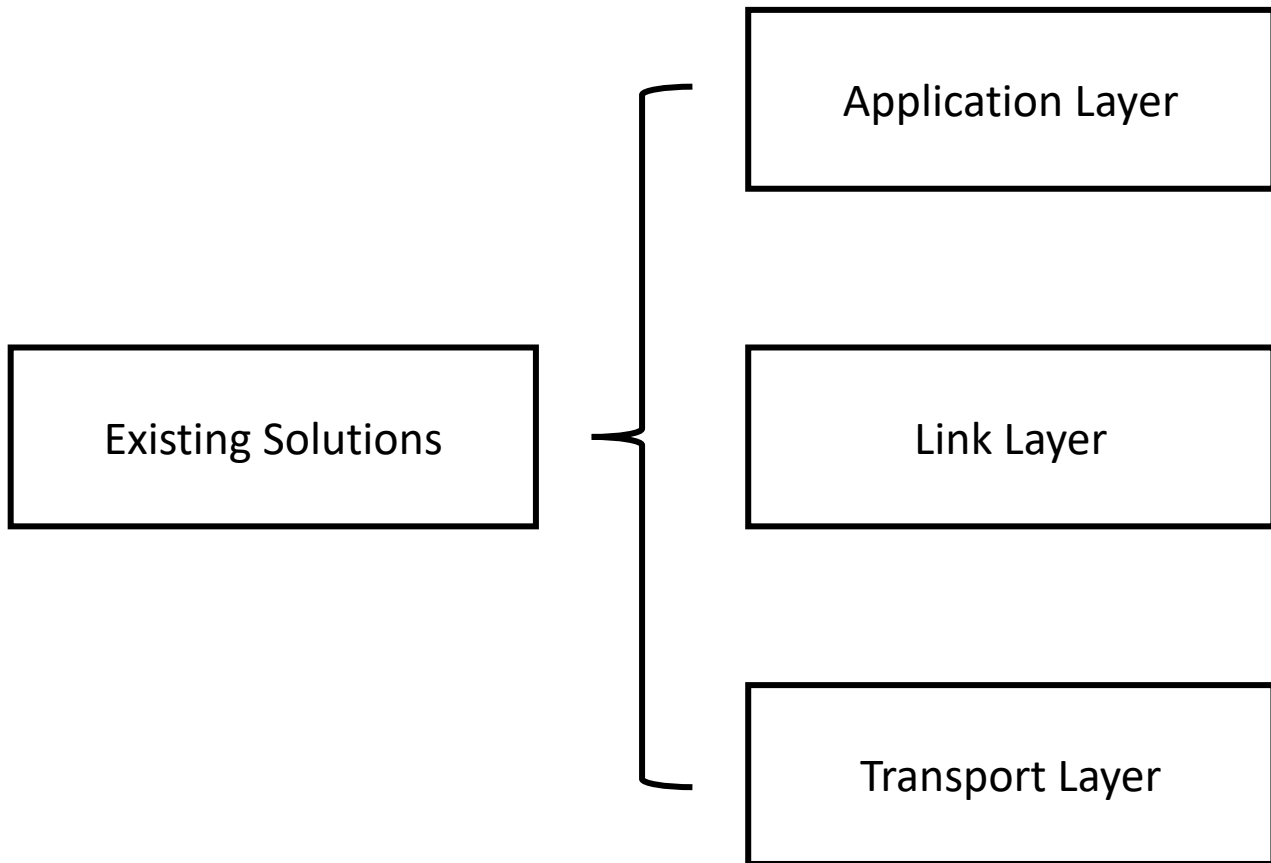 Application Layer
Existing Solutions
Link Layer
Transport Layer